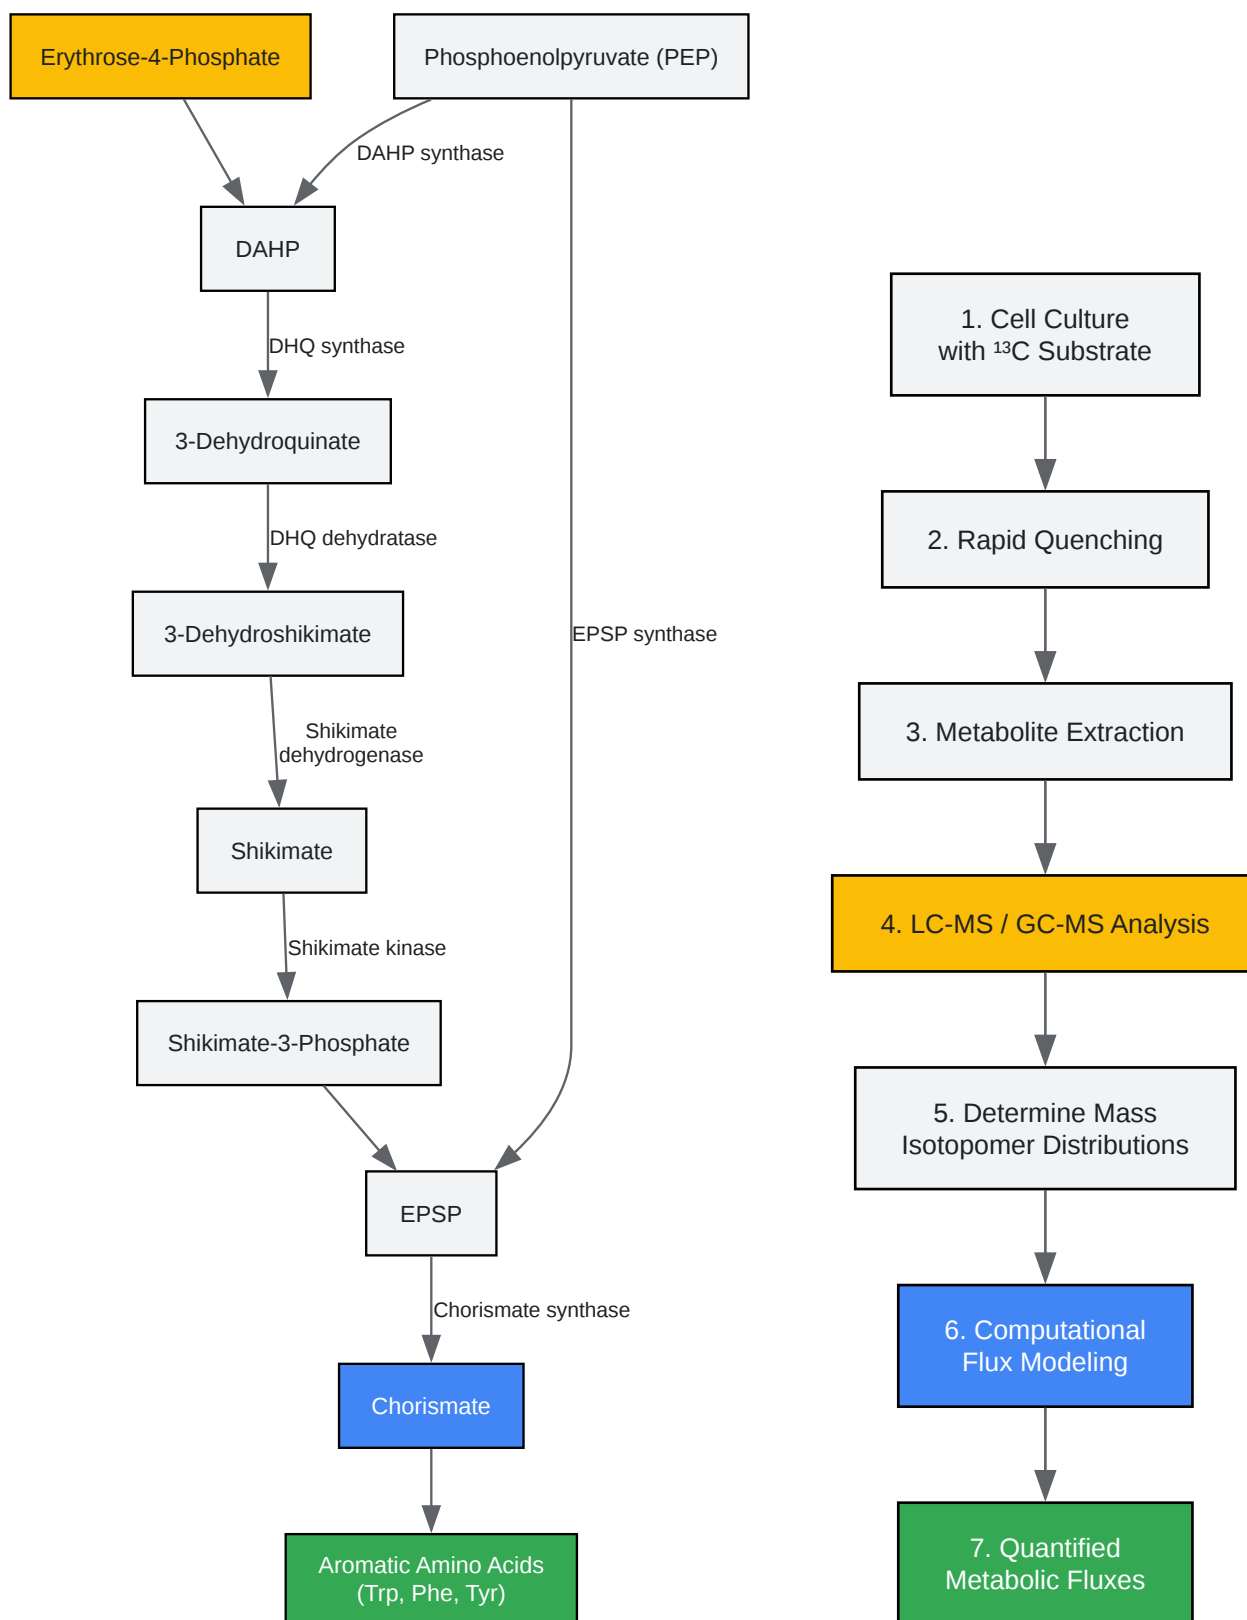 Erythrose-4-Phosphate
Phosphoenolpyruvate (PEP)
DAHP synthase
DAHP
DHQ synthase
3-Dehydroquinate
DHQ dehydratase
3-Dehydroshikimate
EPSP synthase
Shikimate
dehydrogenase
Shikimate
Shikimate kinase
Shikimate-3-Phosphate
EPSP
Chorismate synthase
Chorismate
Aromatic Amino Acids
(Trp, Phe, Tyr)
1. Cell Culture
with ¹³C Substrate
2. Rapid Quenching
3. Metabolite Extraction
4. LC-MS / GC-MS Analysis
5. Determine Mass
Isotopomer Distributions
6. Computational
Flux Modeling
7. Quantified
Metabolic Fluxes